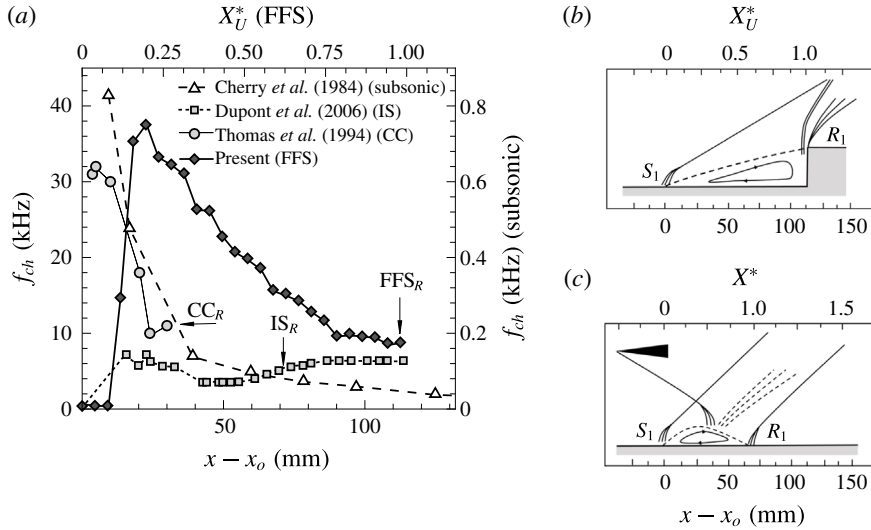 (a)
X*U (FFS)
0 0.25 0.50 0.75 1.00
Cherry et al. (1984) (subsonic)
Dupont et al. (2006) (IS)
Thomas et al. (1994) (CC)
Present (FFS)
40
30
20
10
0
fch (kHz)
0.8
0.6
0.4
0.2
0
fch (kHz) (subsonic)
CCR
ISR
FFSR
50 100
x – xo (mm)
(b)
X*U
0 0.5 1.0
S1
R1
0 50 100 150
(c)
X*
0 1.0 1.5
S1
R1
0 50 100 150
x – xo (mm)